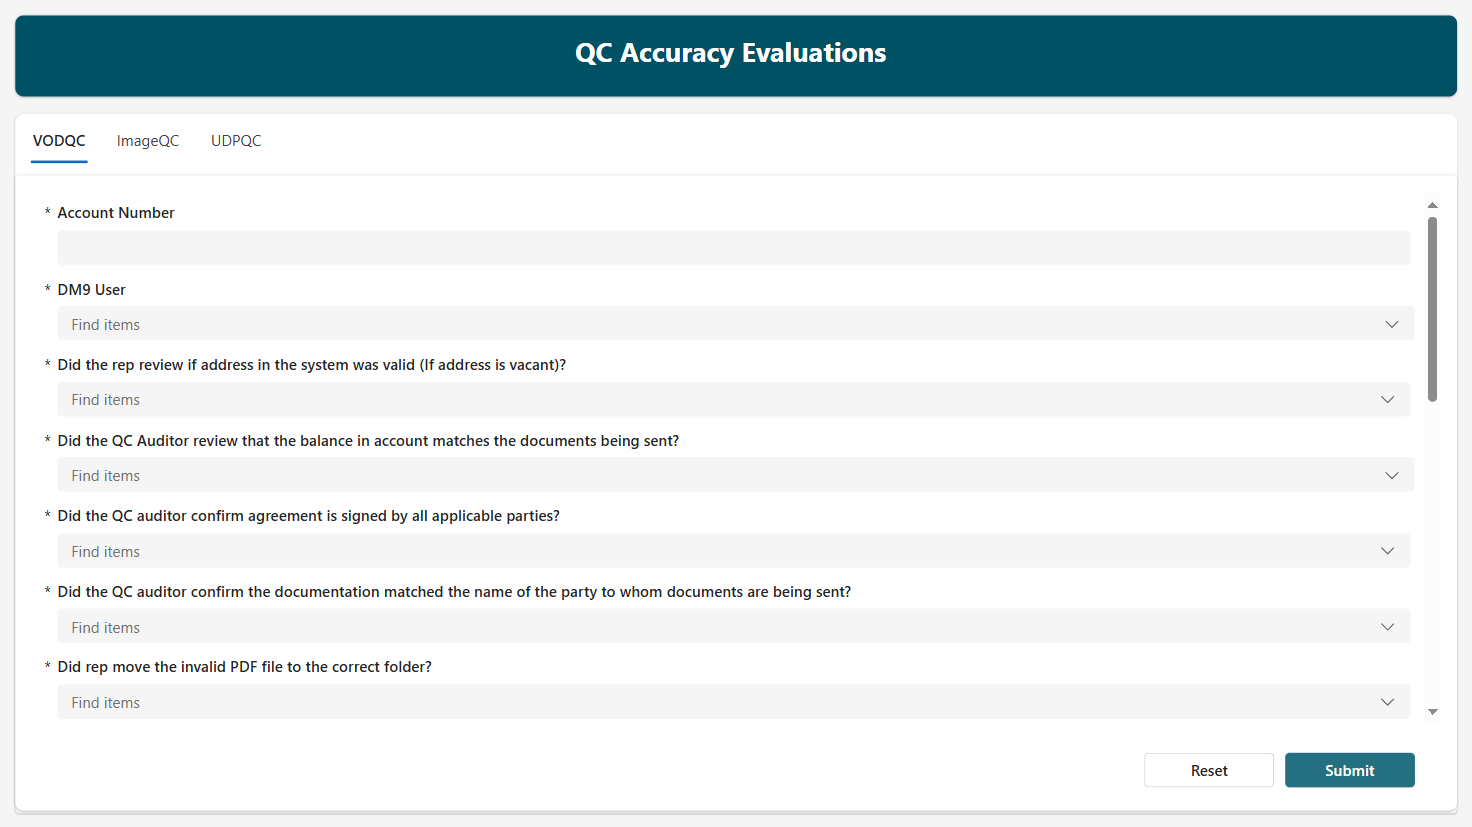 QC Accuracy Evaluations
VODQC ImageQC UDPQC
* Account Number
* DM9 User
Find items
* Did the rep review if address in the system was valid (If address is vacant)?
Find items
* Did the QC Auditor review that the balance in account matches the documents being sent?
Find items
* Did the QC auditor confirm agreement is signed by all applicable parties?
Find items
* Did the QC auditor confirm the documentation matched the name of the party to whom documents are being sent?
Find items
* Did rep move the invalid PDF file to the correct folder?
Find items
Reset Submit